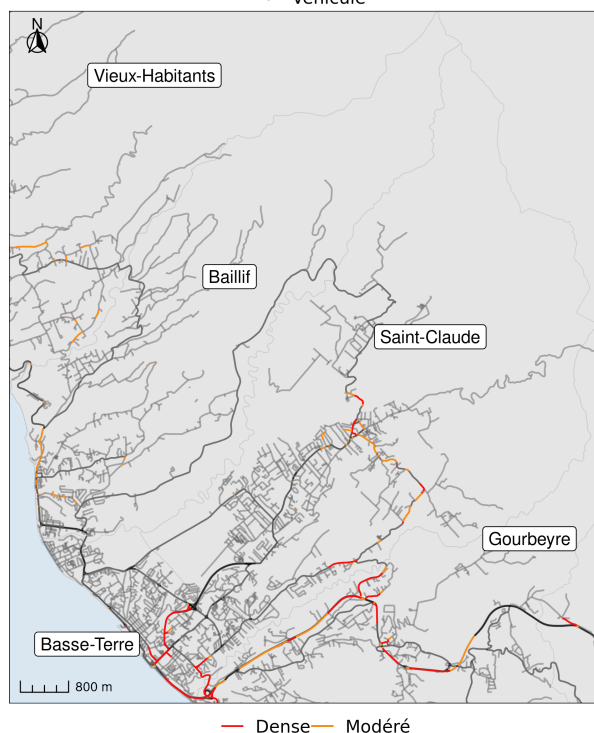 Véhicule
N
Vieux-Habitants
Baillif
Saint-Claude
Gourbeyre
Basse-Terre
800 m
Dense Modéré